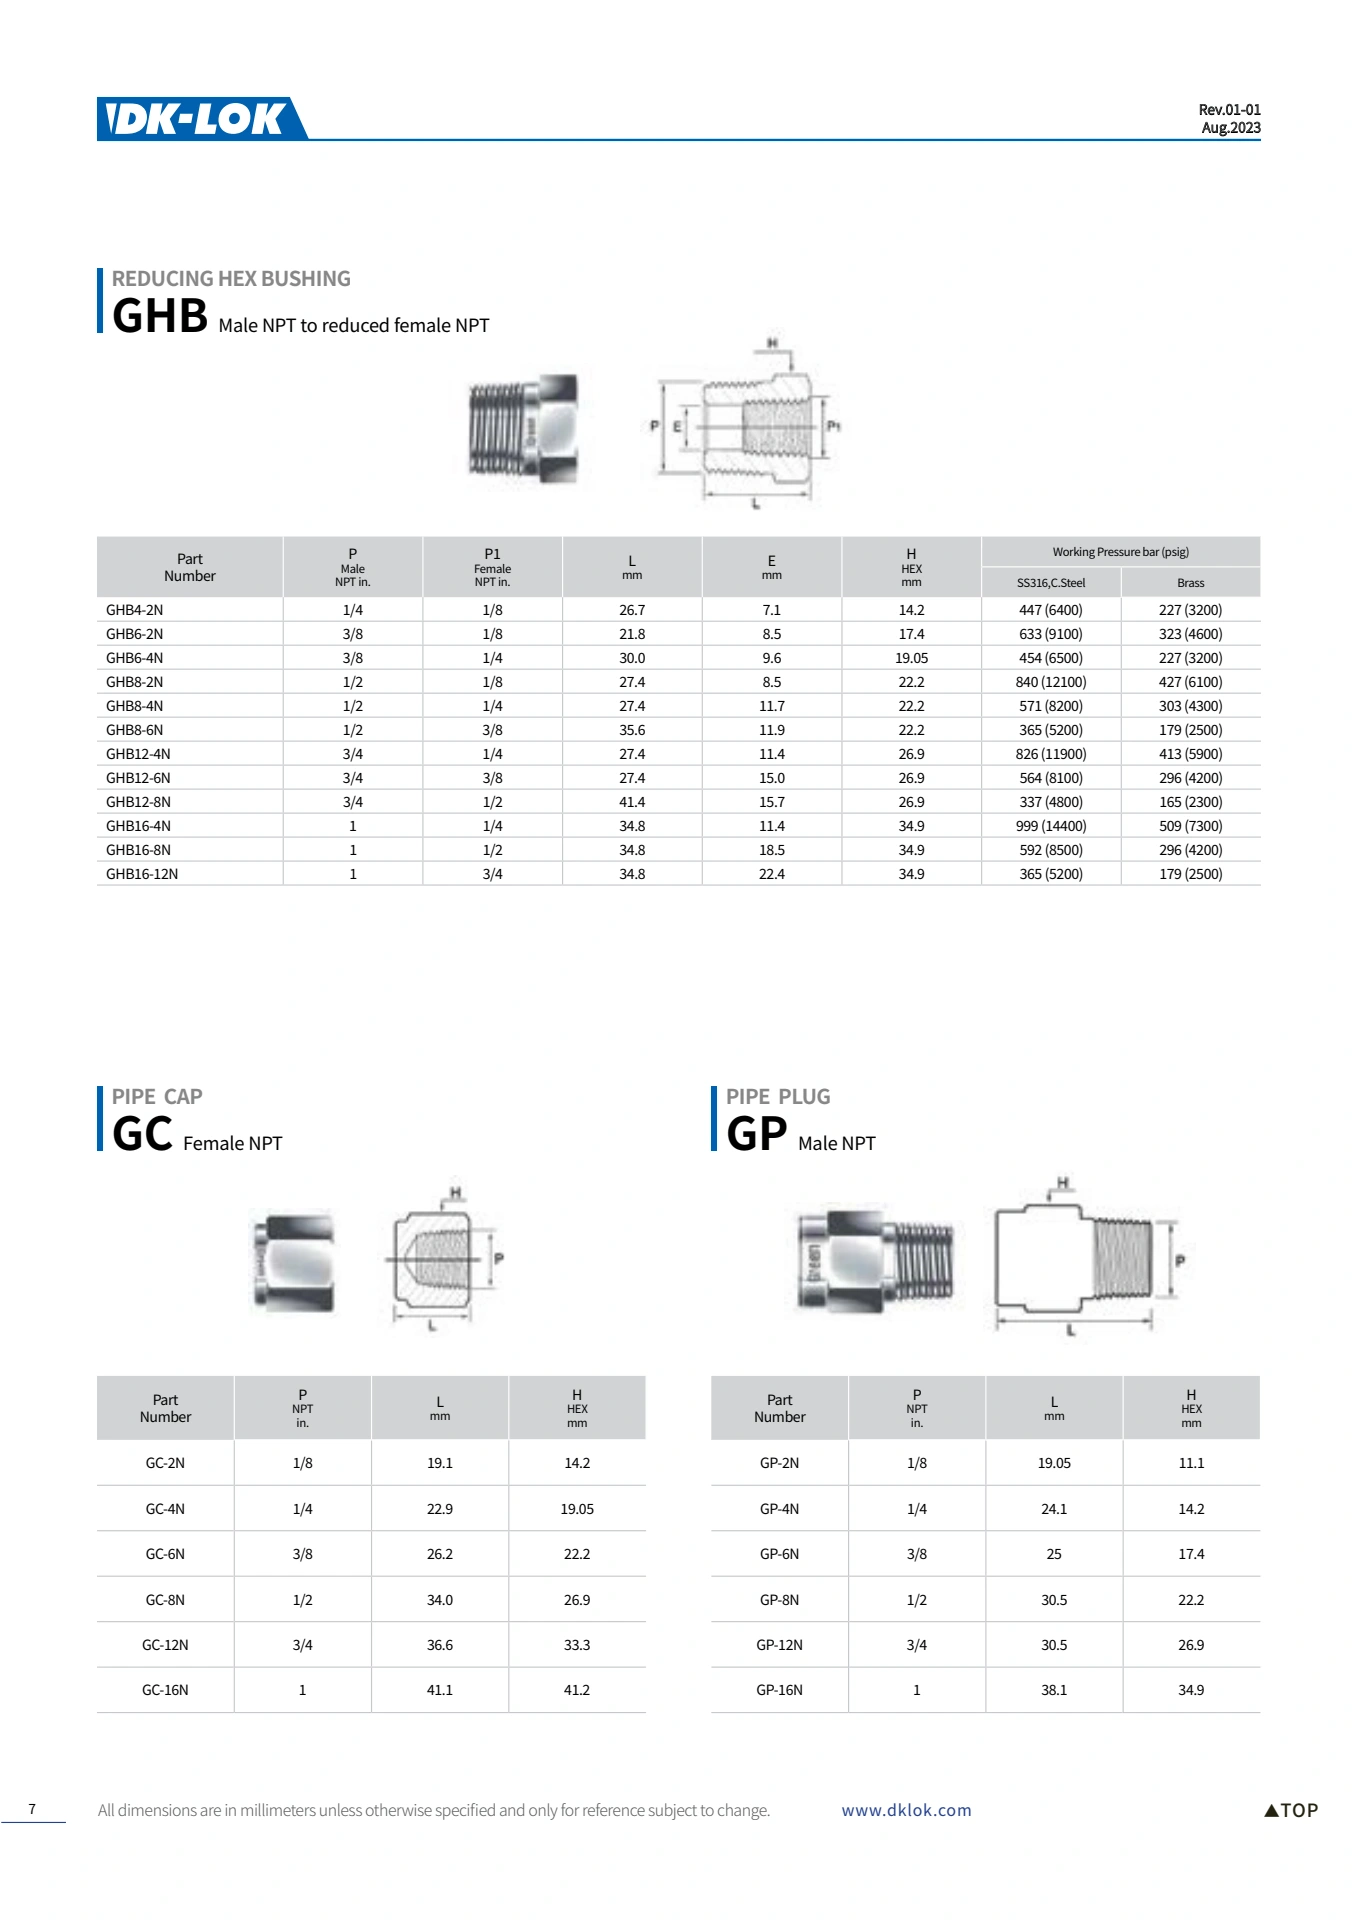 DK-LOK
Rev.01-01
Aug.2023
REDUCING HEX BUSHING
GHB Male NPT to reduced female NPT
H
P E P1
L
Part Number P Male NPT in. P1 Female NPT in. L mm E mm H HEX mm Working Pressure bar (psig)
SS316,C.Steel Brass
GHB4-2N 1/4 1/8 26.7 7.1 14.2 447 (6400) 227 (3200)
GHB6-2N 3/8 1/8 21.8 8.5 17.4 633 (9100) 323 (4600)
GHB6-4N 3/8 1/4 30.0 9.6 19.05 454 (6500) 227 (3200)
GHB8-2N 1/2 1/8 27.4 8.5 22.2 840 (12100) 427 (6100)
GHB8-4N 1/2 1/4 27.4 11.7 22.2 571 (8200) 303 (4300)
GHB8-6N 1/2 3/8 35.6 11.9 22.2 365 (5200) 179 (2500)
GHB12-4N 3/4 1/4 27.4 11.4 26.9 826 (11900) 413 (5900)
GHB12-6N 3/4 3/8 27.4 15.0 26.9 564 (8100) 296 (4200)
GHB12-8N 3/4 1/2 41.4 15.7 26.9 337 (4800) 165 (2300)
GHB16-4N 1 1/4 34.8 11.4 34.9 999 (14400) 509 (7300)
GHB16-8N 1 1/2 34.8 18.5 34.9 592 (8500) 296 (4200)
GHB16-12N 1 3/4 34.8 22.4 34.9 365 (5200) 179 (2500)
PIPE CAP
GC Female NPT
H
P
L
Part Number P NPT in. L mm H HEX mm
GC-2N 1/8 19.1 14.2
GC-4N 1/4 22.9 19.05
GC-6N 3/8 26.2 22.2
GC-8N 1/2 34.0 26.9
GC-12N 3/4 36.6 33.3
GC-16N 1 41.1 41.2
PIPE PLUG
GP Male NPT
H
P
L
Part Number P NPT in. L mm H HEX mm
GP-2N 1/8 19.05 11.1
GP-4N 1/4 24.1 14.2
GP-6N 3/8 25 17.4
GP-8N 1/2 30.5 22.2
GP-12N 3/4 30.5 26.9
GP-16N 1 38.1 34.9
7
All dimensions are in millimeters unless otherwise specified and only for reference subject to change.
www.dklok.com
▲TOP